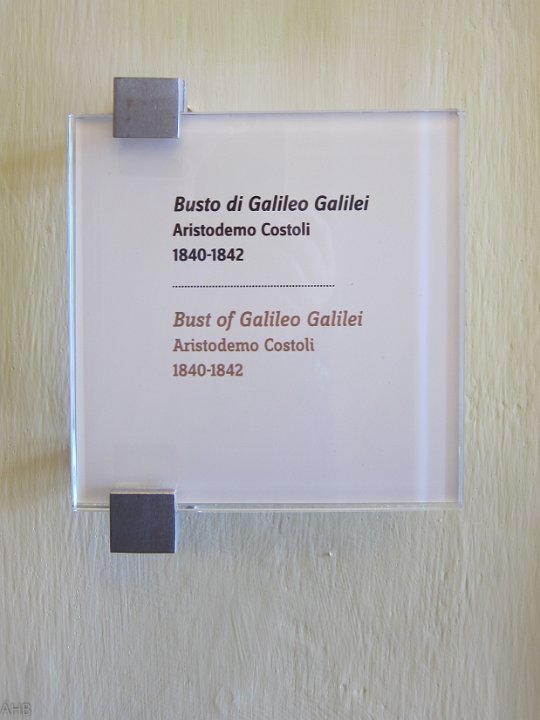 Busto di Galileo Galilei
Aristodemo Costoli
1840-1842
Bust of Galileo Galilei
Aristodemo Costoli
1840-1842
AHB